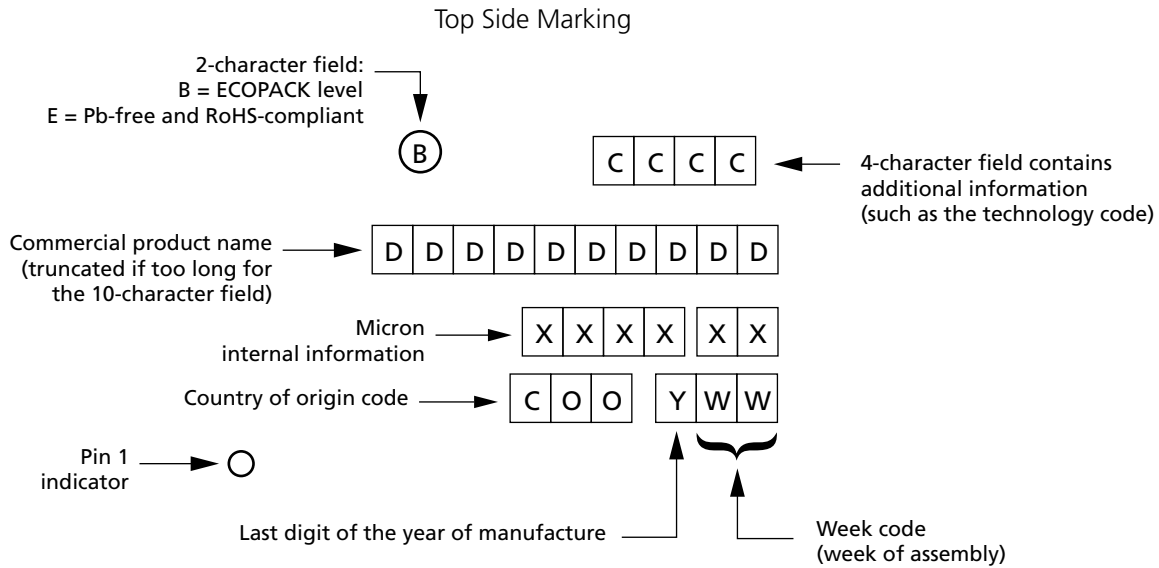 Top Side Marking
2-character field:
B = ECOPACK level
E = Pb-free and RoHS-compliant
B
C C C C
4-character field contains
additional information
(such as the technology code)
Commercial product name
(truncated if too long for
the 10-character field)
D D D D D D D D D D
Micron
internal information
X X X X X X
Country of origin code
C O O Y W W
Pin 1
indicator
Last digit of the year of manufacture
Week code
(week of assembly)